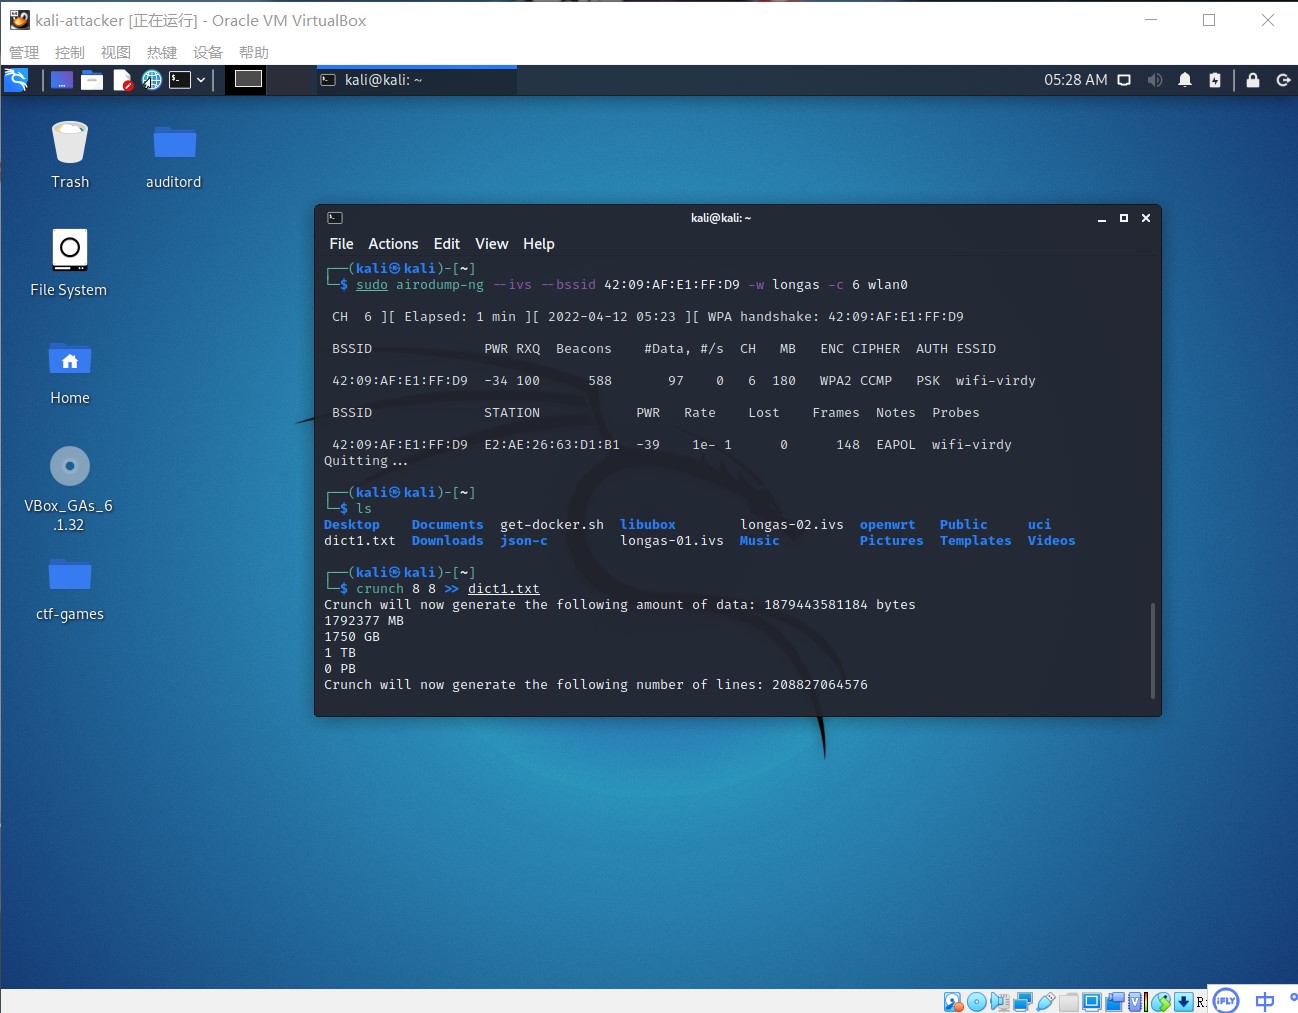 kali-attacker [正在运行] - Oracle VM VirtualBox
管理 控制 视图 热键 设备 帮助
kali@kali: ~
05:28 AM
Trash
auditord
File System
Home
VBox_GAs_6
.1.32
ctf-games
kali@kali: ~
File Actions Edit View Help
┌──(kali㉿kali)-[~]
└─$ sudo airodump-ng --ivs --bssid 42:09:AF:E1:FF:D9 -w longas -c 6 wlan0
CH 6 ][ Elapsed: 1 min ][ 2022-04-12 05:23 ][ WPA handshake: 42:09:AF:E1:FF:D9
BSSID PWR RXQ Beacons #Data, #/s CH MB ENC CIPHER AUTH ESSID
42:09:AF:E1:FF:D9 -34 100 588 97 0 6 180 WPA2 CCMP PSK wifi-virdy
BSSID STATION PWR Rate Lost Frames Notes Probes
42:09:AF:E1:FF:D9 E2:AE:26:63:D1:B1 -39 1e- 1 0 148 EAPOL wifi-virdy
Quitting...
┌──(kali㉿kali)-[~]
└─$ ls
Desktop Documents get-docker.sh libubox longas-02.ivs openwrt Public uci
dict1.txt Downloads json-c longas-01.ivs Music Pictures Templates Videos
┌──(kali㉿kali)-[~]
└─$ crunch 8 8 >> dict1.txt
Crunch will now generate the following amount of data: 1879443581184 bytes
1792377 MB
1750 GB
1 TB
0 PB
Crunch will now generate the following number of lines: 208827064576
iFLY 中